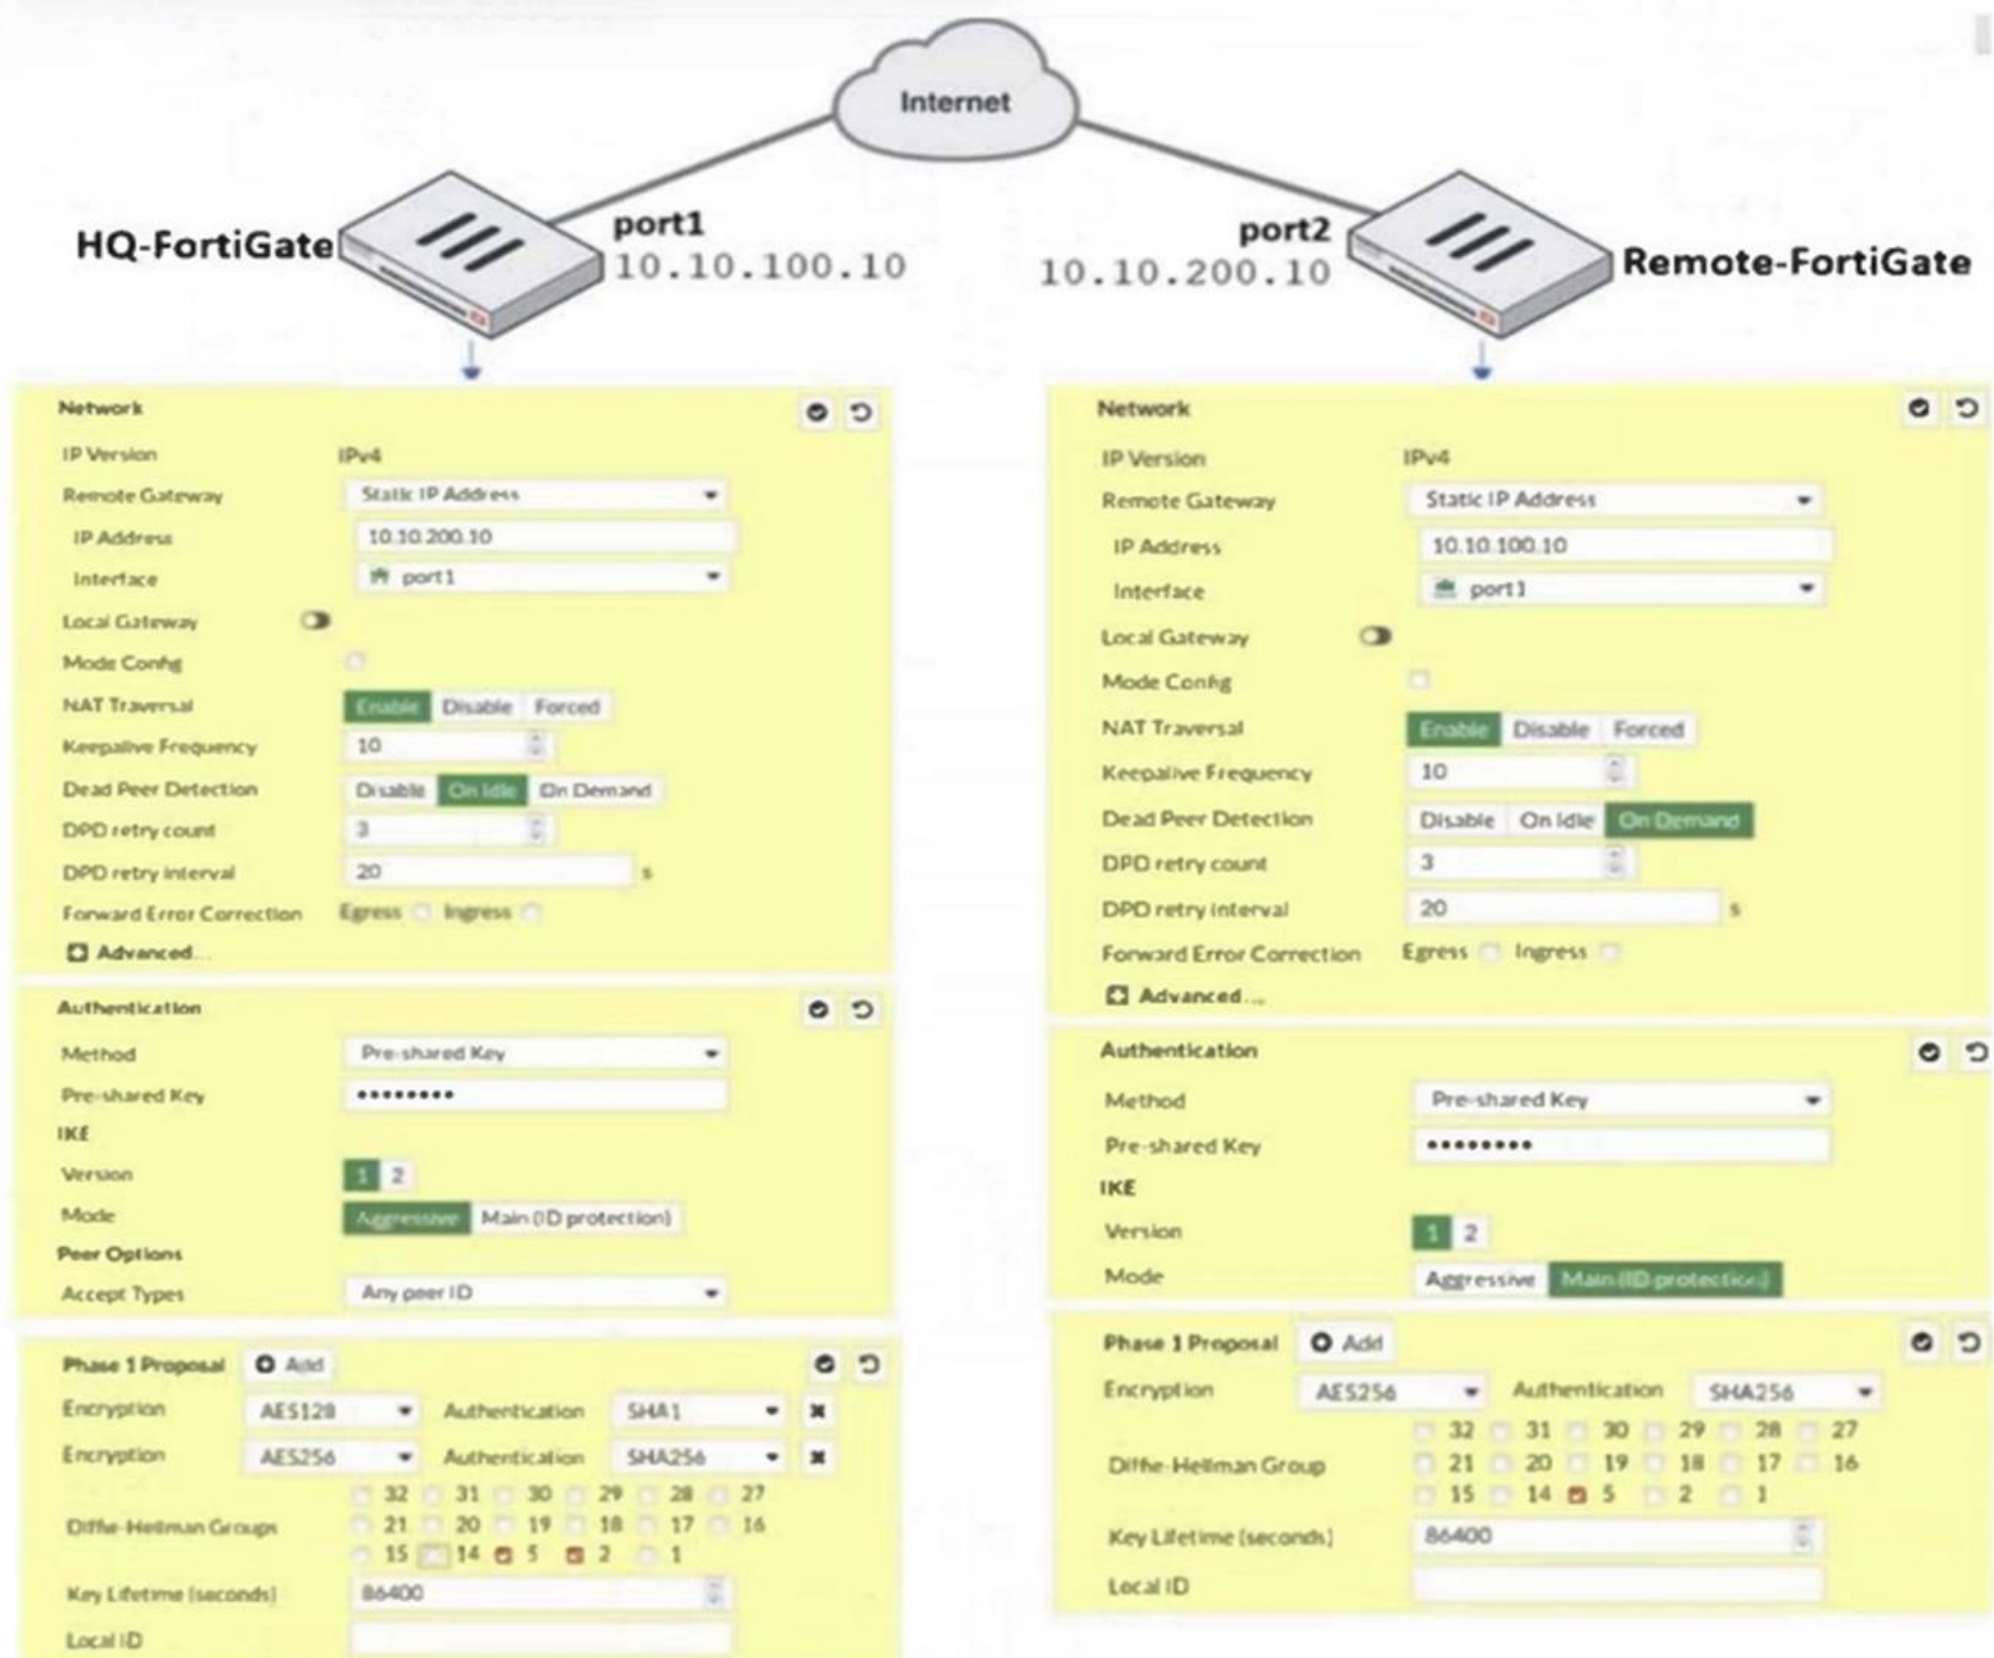 Internet
HQ-FortiGate
port1
10.10.100.10
port2
10.10.200.10
Remote-FortiGate
Network
IP Version IPv4
Remote Gateway Static IP Address
IP Address 10.10.200.10
Interface port1
Local Gateway
Mode Config
NAT Traversal Enable Disable Forced
Keepalive Frequency 10
Dead Peer Detection Disable On Idle On Demand
DPD retry count 3
DPD retry interval 20 s
Forward Error Correction Egress Ingress
Advanced...
Authentication
Method Pre-shared Key
Pre-shared Key ••••••••
IKE
Version 1 2
Mode Aggressive Main (ID protection)
Peer Options
Accept Types Any peer ID
Phase 1 Proposal Add
Encryption AES128 Authentication SHA1
Encryption AES256 Authentication SHA256
32 31 30 29 28 27
Diffie-Hellman Groups 21 20 19 18 17 16
15 14 5 2 1
Key Lifetime (seconds) 86400
Local ID
Network
IP Version IPv4
Remote Gateway Static IP Address
IP Address 10.10.100.10
Interface port1
Local Gateway
Mode Config
NAT Traversal Enable Disable Forced
Keepalive Frequency 10
Dead Peer Detection Disable On Idle On Demand
DPD retry count 3
DPD retry interval 20 s
Forward Error Correction Egress Ingress
Advanced...
Authentication
Method Pre-shared Key
Pre-shared Key ••••••••
IKE
Version 1 2
Mode Aggressive Main (ID protection)
Phase 1 Proposal Add
Encryption AES256 Authentication SHA256
32 31 30 29 28 27
Diffie-Hellman Group 21 20 19 18 17 16
15 14 5 2 1
Key Lifetime (seconds) 86400
Local ID